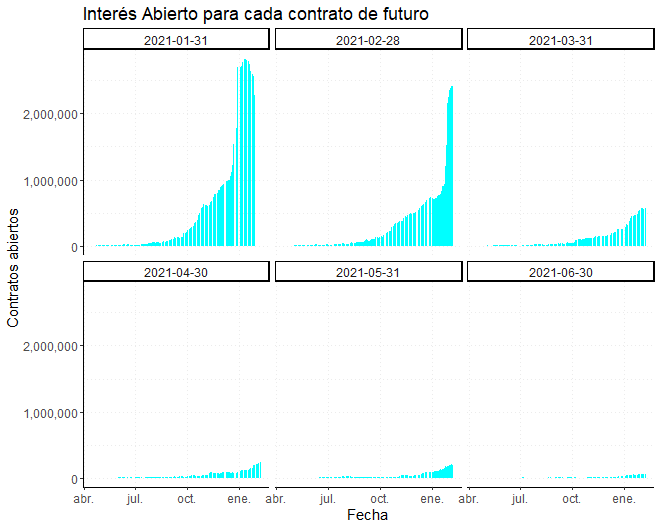 Interés Abierto para cada contrato de futuro
2021-01-31 2021-02-28 2021-03-31
2,000,000
1,000,000
0
2021-04-30 2021-05-31 2021-06-30
2,000,000
1,000,000
0
abr. jul. oct. ene. abr. jul. oct. ene. abr. jul. oct. ene.
Fecha
Contratos abiertos